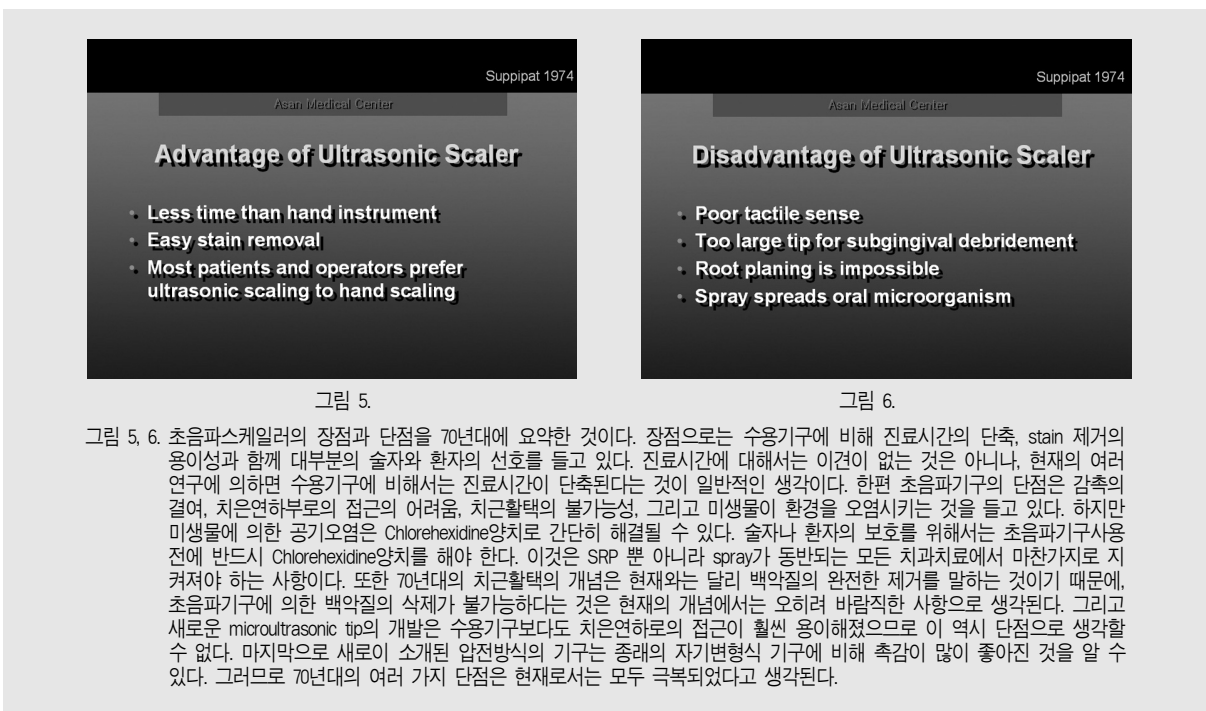 Suppipat 1974
Asan Medical Center
Advantage of Ultrasonic Scaler
• Less time than hand instrument
• Easy stain removal
• Most patients and operators prefer
ultrasonic scaling to hand scaling
Suppipat 1974
Asan Medical Center
Disadvantage of Ultrasonic Scaler
• Poor tactile sense
• Too large tip for subgingival debridement
• Root planing is impossible
• Spray spreads oral microorganism
그림 5.
그림 6.
그림 5, 6. 초음파스케일러의 장점과 단점을 70년대에 요약한 것이다. 장점으로는 수용기구에 비해 진료시간의 단축, stain 제거의
용이성과 함께 대부분의 술자와 환자의 선호를 들고 있다. 진료시간에 대해서는 이견이 없는 것은 아니나, 현재의 여러
연구에 의하면 수용기구에 비해서는 진료시간이 단축된다는 것이 일반적인 생각이다. 한편 초음파기구의 단점은 감촉의
결여, 치은연하부로의 접근의 어려움, 치근활택의 불가능성, 그리고 미생물이 환경을 오염시키는 것을 들고 있다. 하지만
미생물에 의한 공기오염은 Chlorehexidine양치로 간단히 해결될 수 있다. 술자나 환자의 보호를 위해서는 초음파기구사용
전에 반드시 Chlorehexidine양치를 해야 한다. 이것은 SRP 뿐 아니라 spray가 동반되는 모든 치과치료에서 마찬가지로 지
켜져야 하는 사항이다. 또한 70년대의 치근활택의 개념은 현재와는 달리 백악질의 완전한 제거를 말하는 것이기 때문에,
초음파기구에 의한 백악질의 삭제가 불가능하다는 것은 현재의 개념에서는 오히려 바람직한 사항으로 생각된다. 그리고
새로운 microultrasonic tip의 개발은 수용기구보다도 치은연하로의 접근이 훨씬 용이해졌으므로 이 역시 단점으로 생각할
수 없다. 마지막으로 새로이 소개된 압전방식의 기구는 종래의 자기변형식 기구에 비해 촉감이 많이 좋아진 것을 알 수
있다. 그러므로 70년대의 여러 가지 단점은 현재로서는 모두 극복되었다고 생각된다.